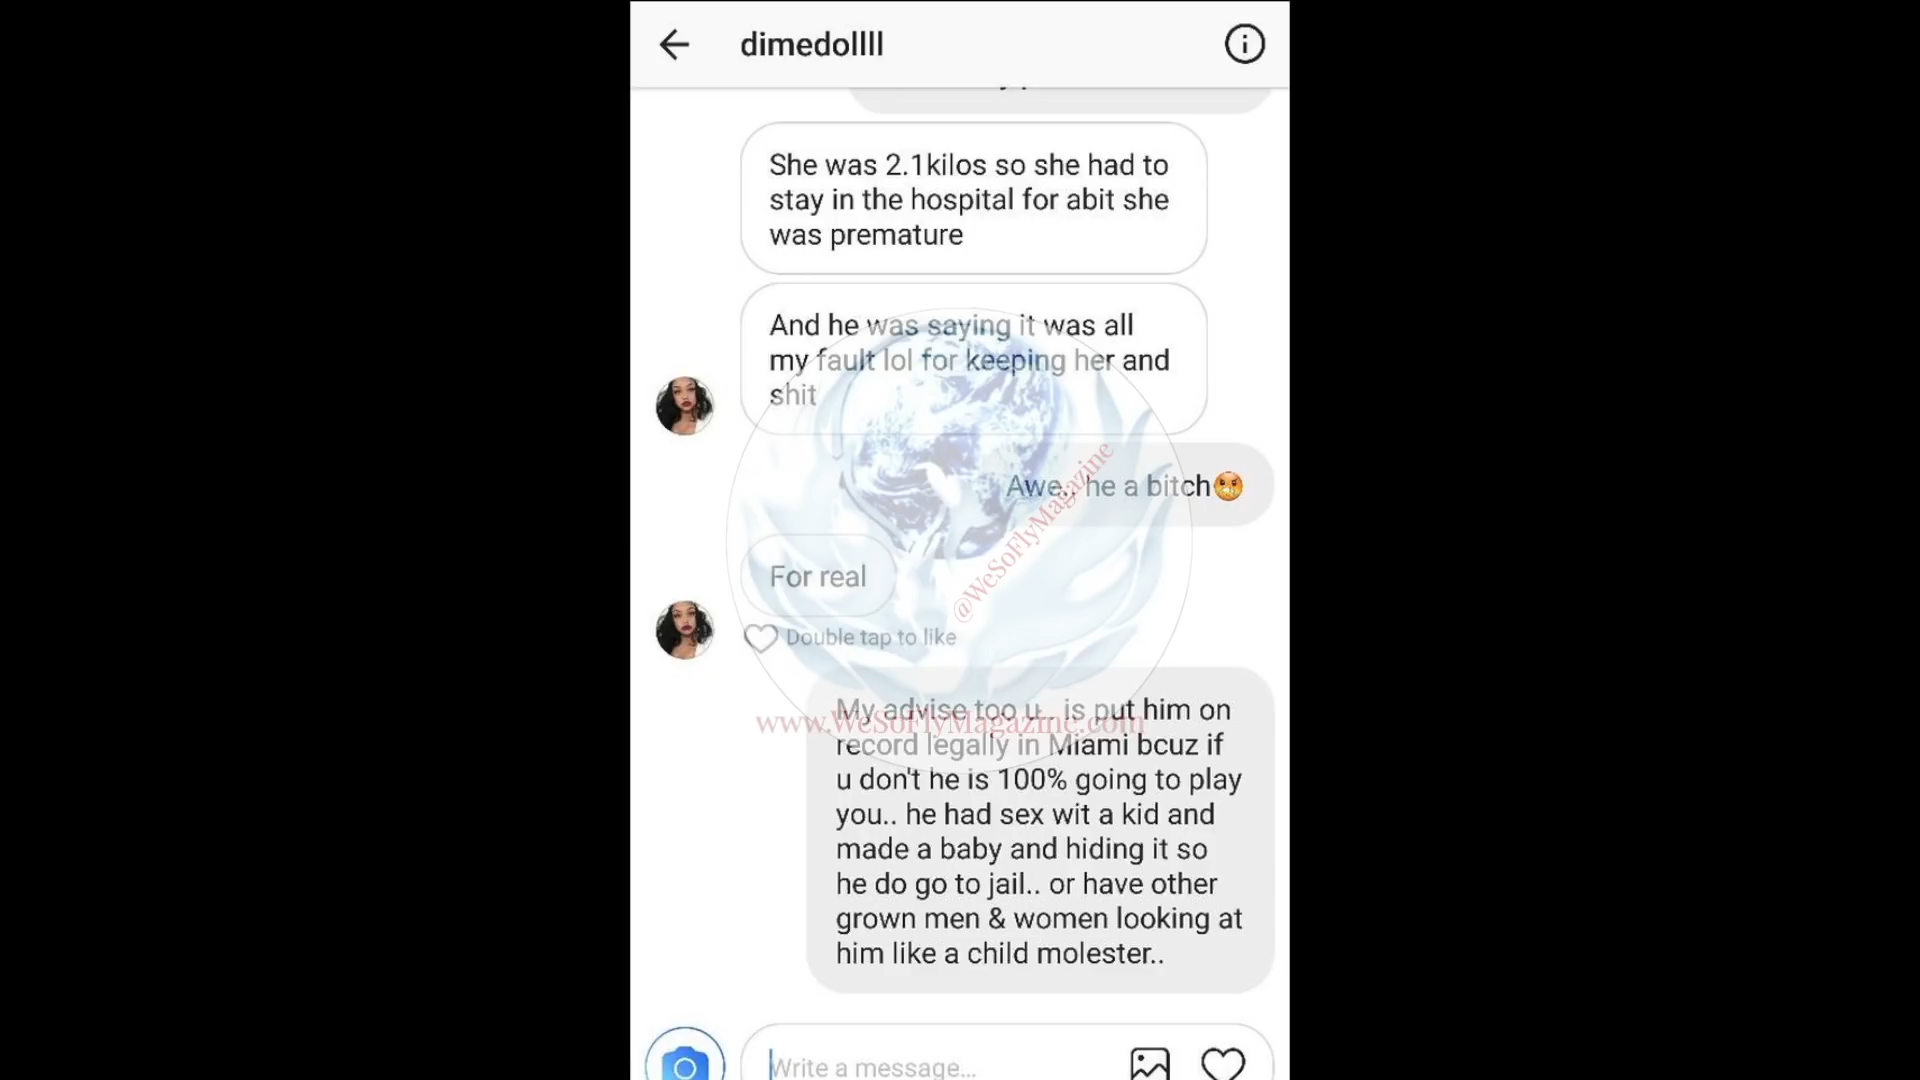 dimedollll
She was 2.1kilos so she had to
stay in the hospital for abit she
was premature
And he was saying it was all
my fault lol for keeping her and
shit
Awe.. he a bitch😠
For real
Double tap to like
My advise too u.. is put him on
record legally in Miami bcuz if
u don't he is 100% going to play
you.. he had sex wit a kid and
made a baby and hiding it so
he do go to jail.. or have other
grown men & women looking at
him like a child molester..
Write a message...
@WeSoFlyMagazine
www.WeSoFlyMagazine.com